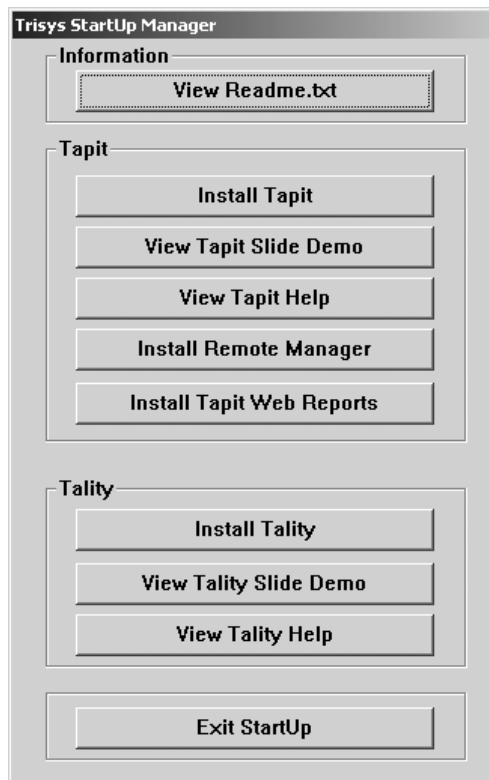 Trisys StartUp Manager
Information
View Readme.txt
Tapit
Install Tapit
View Tapit Slide Demo
View Tapit Help
Install Remote Manager
Install Tapit Web Reports
Tality
Install Tality
View Tality Slide Demo
View Tality Help
Exit StartUp